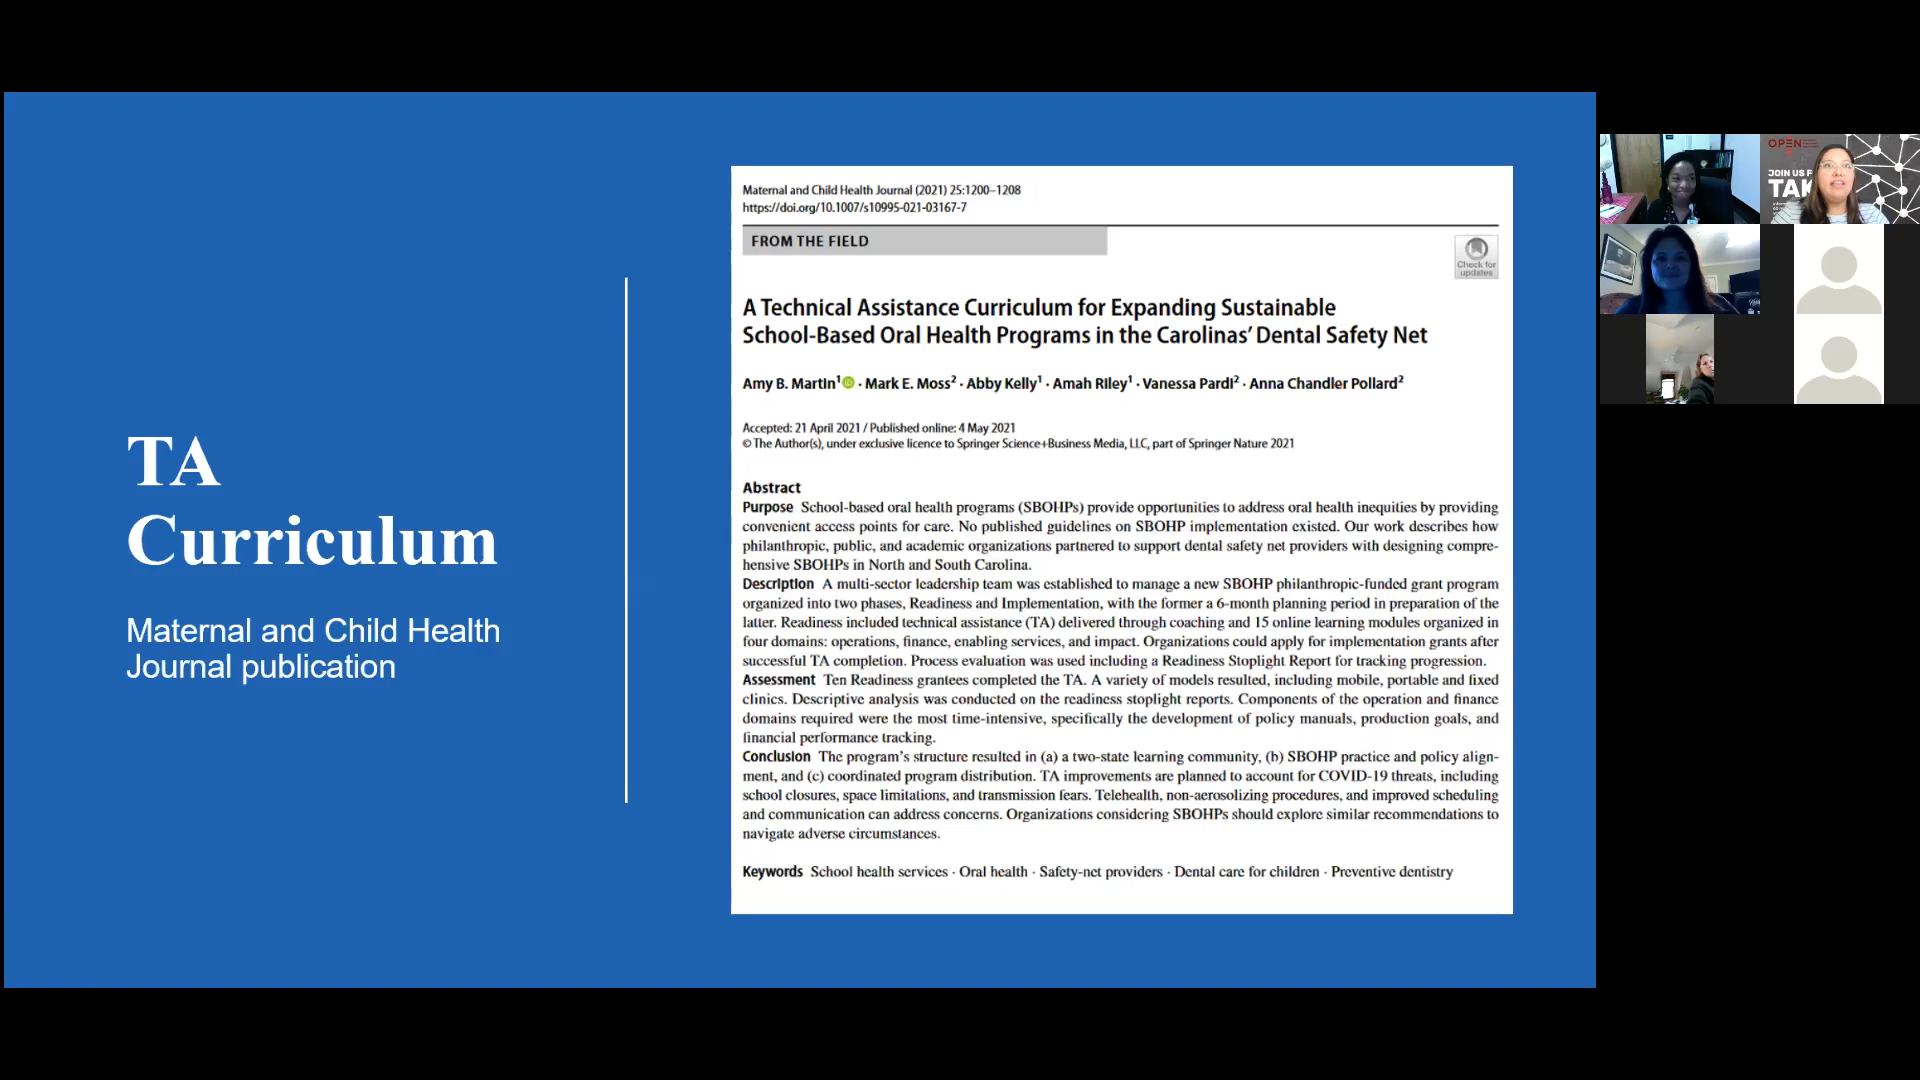 TA
Curriculum
Maternal and Child Health
Journal publication
Maternal and Child Health Journal (2021) 25:1200–1208
https://doi.org/10.1007/s10995-021-03167-7
FROM THE FIELD
Check for
updates
A Technical Assistance Curriculum for Expanding Sustainable
School-Based Oral Health Programs in the Carolinas’ Dental Safety Net
Amy B. Martin¹ · Mark E. Moss² · Abby Kelly¹ · Amah Riley¹ · Vanessa Pardi² · Anna Chandler Pollard²
Accepted: 21 April 2021 / Published online: 4 May 2021
© The Author(s), under exclusive licence to Springer Science+Business Media, LLC, part of Springer Nature 2021
Abstract
Purpose School-based oral health programs (SBOHPs) provide opportunities to address oral health inequities by providing
convenient access points for care. No published guidelines on SBOHP implementation existed. Our work describes how
philanthropic, public, and academic organizations partnered to support dental safety net providers with designing compre-
hensive SBOHPs in North and South Carolina.
Description A multi-sector leadership team was established to manage a new SBOHP philanthropic-funded grant program
organized into two phases, Readiness and Implementation, with the former a 6-month planning period in preparation of the
latter. Readiness included technical assistance (TA) delivered through coaching and 15 online learning modules organized in
four domains: operations, finance, enabling services, and impact. Organizations could apply for implementation grants after
successful TA completion. Process evaluation was used including a Readiness Stoplight Report for tracking progression.
Assessment Ten Readiness grantees completed the TA. A variety of models resulted, including mobile, portable and fixed
clinics. Descriptive analysis was conducted on the readiness stoplight reports. Components of the operation and finance
domains required were the most time-intensive, specifically the development of policy manuals, production goals, and
financial performance tracking.
Conclusion The program’s structure resulted in (a) a two-state learning community, (b) SBOHP practice and policy align-
ment, and (c) coordinated program distribution. TA improvements are planned to account for COVID-19 threats, including
school closures, space limitations, and transmission fears. Telehealth, non-aerosolizing procedures, and improved scheduling
and communication can address concerns. Organizations considering SBOHPs should explore similar recommendations to
navigate adverse circumstances.
Keywords School health services · Oral health · Safety-net providers · Dental care for children · Preventive dentistry
OPEN
JOIN US F
TAK